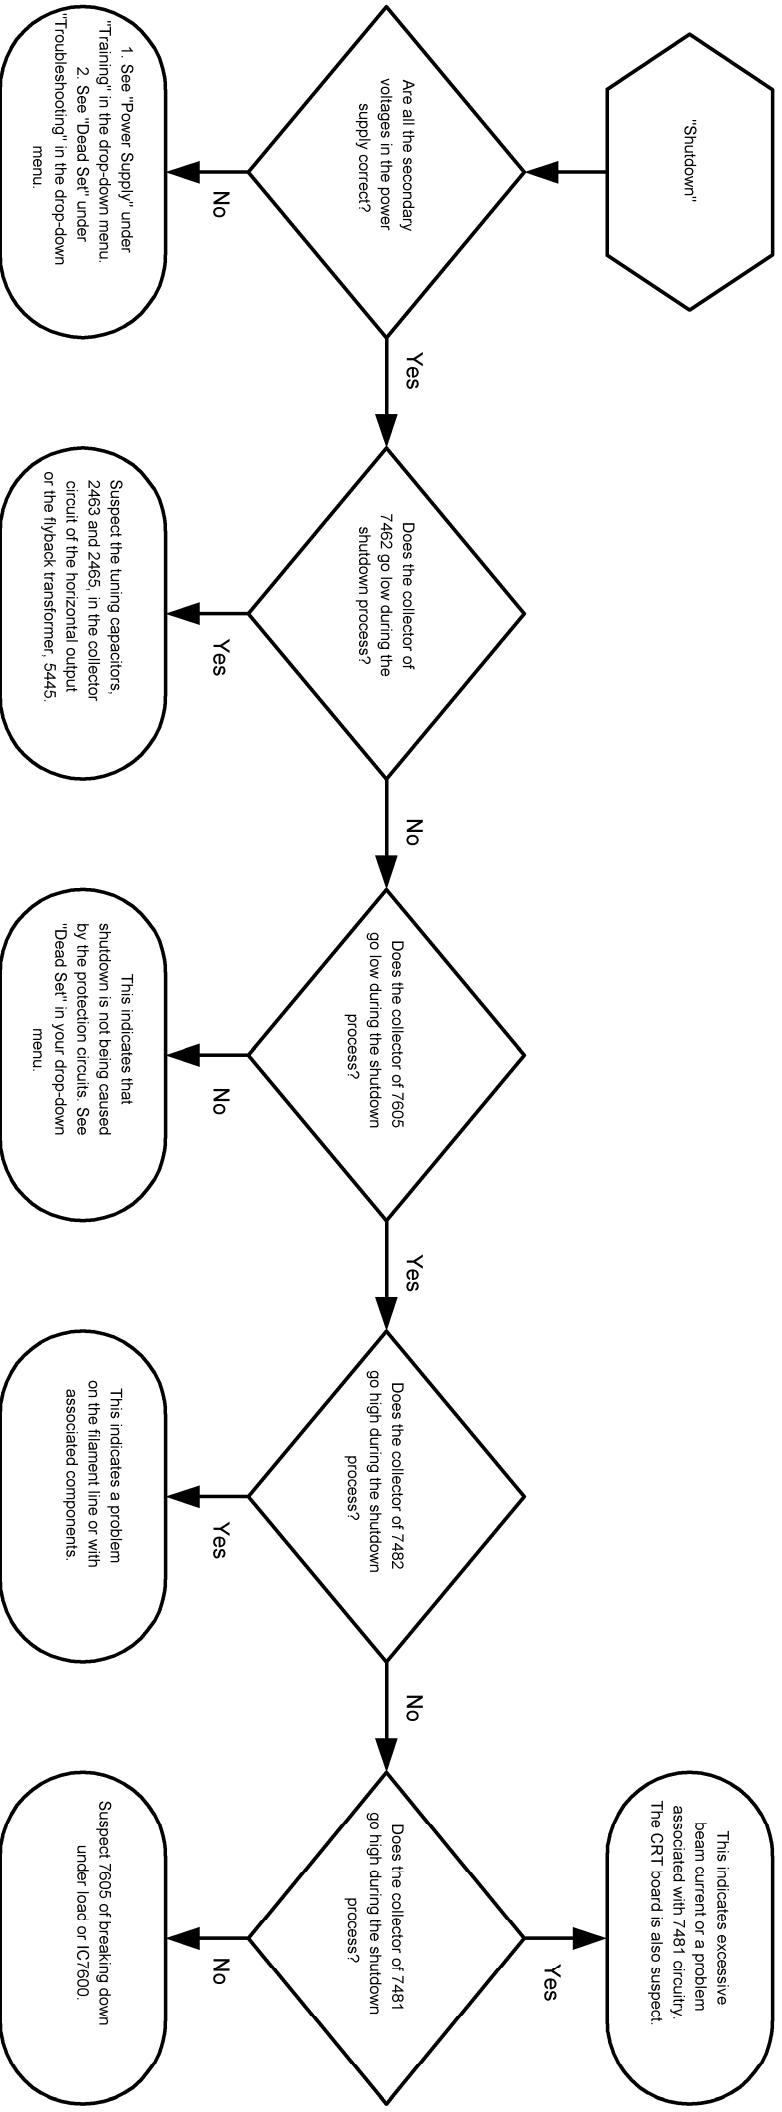 "Shutdown"
Are all the secondary
voltages in the power
supply correct?
No
1. See "Power Supply" under
"Training" in the drop-down menu.
2. See "Dead Set" under
"Troubleshooting" in the drop-down
menu.
Yes
Does the collector of
7462 go low during the
shutdown process?
Yes
Suspect the tuning capacitors,
2463 and 2465, in the collector
circuit of the horizontal output
or the flyback transformer, 5445.
No
Does the collector of 7605
go low during the shutdown
process?
No
This indicates that
shutdown is not being caused
by the protection circuits. See
"Dead Set" in your drop-down
menu.
Yes
Does the collector of 7482
go high during the shutdown
process?
Yes
This indicates a problem
on the filament line or with
associated components.
No
Does the collector of 7481
go high during the shutdown
process?
Yes
This indicates excessive
beam current or a problem
associated with 7481 circuitry.
The CRT board is also suspect.
No
Suspect 7605 of breaking down
under load or IC7600.